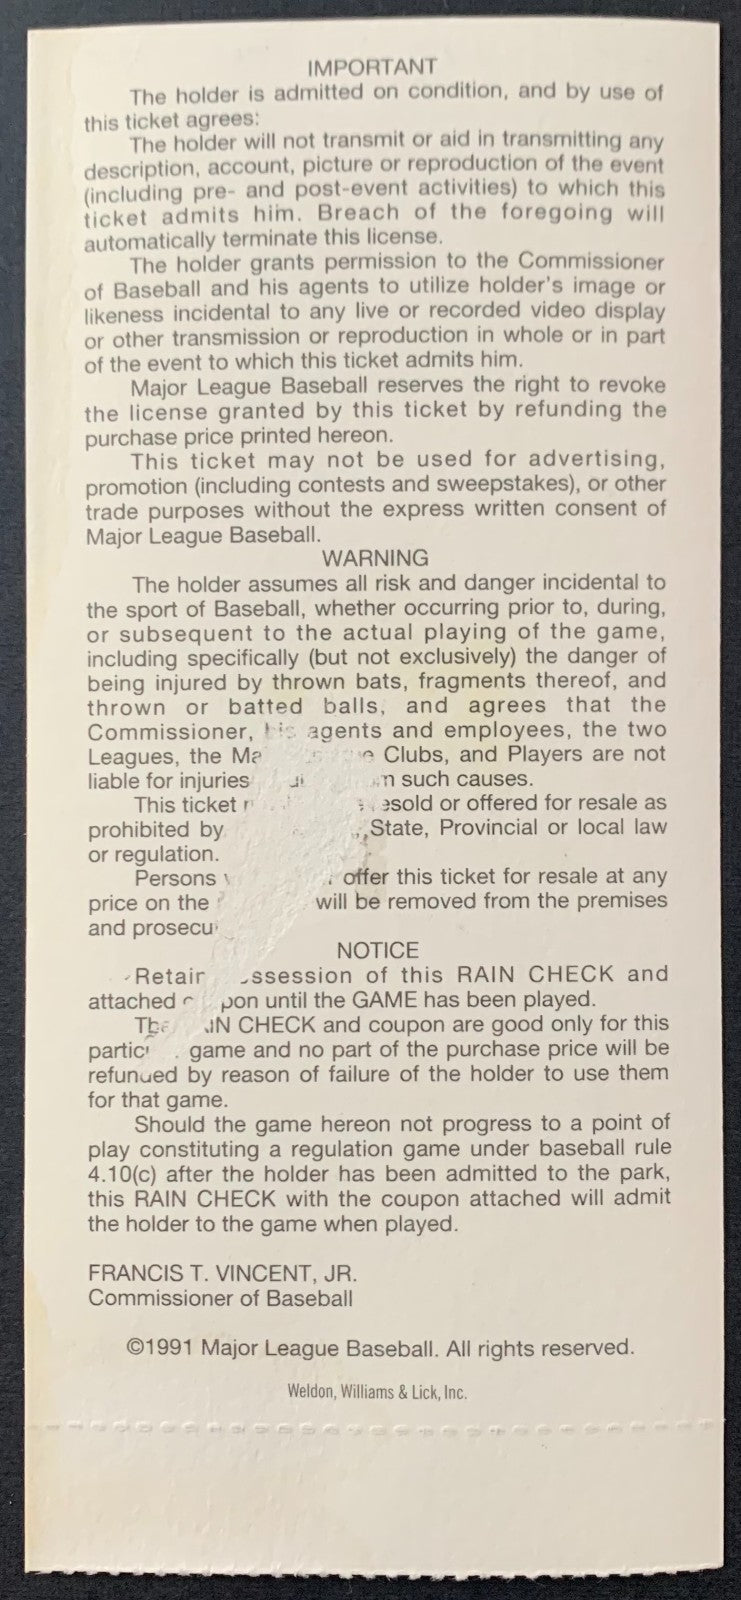 IMPORTANT
The holder is admitted on condition, and by use of
this ticket agrees:
The holder will not transmit or aid in transmitting any
description, account, picture or reproduction of the event
(including pre- and post-event activities) to which this
ticket admits him. Breach of the foregoing will
automatically terminate this license.
The holder grants permission to the Commissioner
of Baseball and his agents to utilize holder's image or
likeness incidental to any live or recorded video display
or other transmission or reproduction in whole or in part
of the event to which this ticket admits him.
Major League Baseball reserves the right to revoke
the license granted by this ticket by refunding the
purchase price printed hereon.
This ticket may not be used for advertising,
promotion (including contests and sweepstakes), or other
trade purposes without the express written consent of
Major League Baseball.
WARNING
The holder assumes all risk and danger incidental to
the sport of Baseball, whether occurring prior to, during,
or subsequent to the actual playing of the game,
including specifically (but not exclusively) the danger of
being injured by thrown bats, fragments thereof, and
thrown or batted balls, and agrees that the
Commissioner, his agents and employees, the two
Leagues, the Clubs, and Players are not
liable for injuries such causes.
This ticket or offered for resale as
prohibited by State, Provincial or local law
or regulation.
Persons offer this ticket for resale at any
price on the will be removed from the premises
and
NOTICE
of this RAIN CHECK and
attached until the GAME has been played.
CHECK and coupon are good only for this
game and no part of the purchase price will be
refunded by reason of failure of the holder to use them
for that game.
Should the game hereon not progress to a point of
play constituting a regulation game under baseball rule
4.10(c) after the holder has been admitted to the park,
this RAIN CHECK with the coupon attached will admit
the holder to the game when played.
FRANCIS T. VINCENT, JR.
Commissioner of Baseball
©1991 Major League Baseball. All rights reserved.
Weldon, Williams & Lick, Inc.